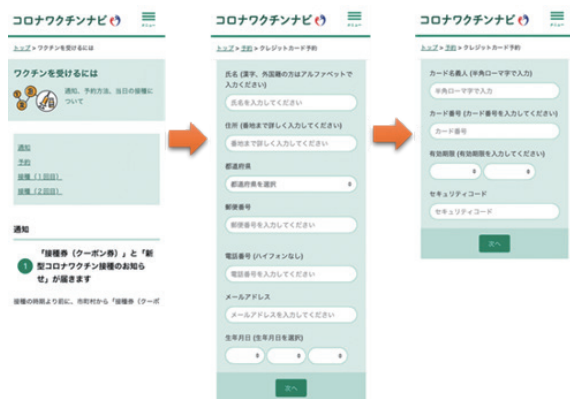 コロナワクチンナビ
メニュー
トップ > ワクチンを受けるには
ワクチンを受けるには
通知、予約方法、当日の接種に
ついて
通知
予約
接種（1回目）
接種（2回目）
通知
1
「接種券（クーポン券）」と「新
型コロナワクチン接種のお知ら
せ」が届きます
接種の時期より前に、市町村から「接種券（クーポ
コロナワクチンナビ
メニュー
トップ > 予約 > クレジットカード予約
氏名 (漢字、外国籍の方はアルファベットで
入力ください)
氏名を入力してください
住所 (番地まで詳しく入力してください)
番地まで詳しく入力してください
都道府県
都道府県を選択
郵便番号
郵便番号を入力してください
電話番号 (ハイフォンなし)
電話番号を入力してください
メールアドレス
メールアドレスを入力してください
生年月日 (生年月日を選択)
次へ
コロナワクチンナビ
メニュー
トップ > 予約 > クレジットカード予約
カード名義人 (半角ローマ字で入力)
半角ローマ字で入力
カード番号 (カード番号を入力してください)
カード番号
有効期限 (有効期限を入力してください)
セキュリティコード
セキュリティコード
次へ